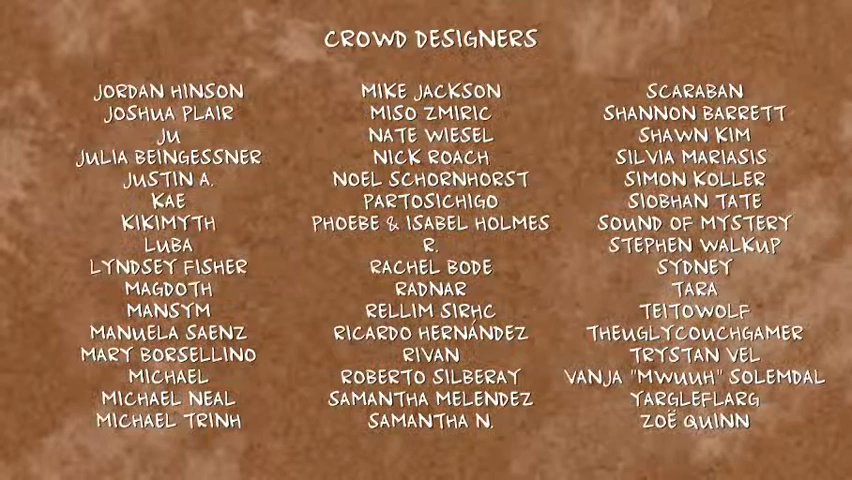 CROWD DESIGNERS
JORDAN HINSON
JOSHUA PLAIR
JU
JULIA BEINGESSNER
JUSTIN A.
KAE
KIKIMYTH
LUBA
LYNDSEY FISHER
MAGDOTH
MANSYM
MANUELA SAENZ
MARY BORSELLINO
MICHAEL
MICHAEL NEAL
MICHAEL TRINH
MIKE JACKSON
MISO ZMIRIC
NATE WIESEL
NICK ROACH
NOEL SCHORNHORST
PARTOSICHIGO
PHOEBE & ISABEL HOLMES
R.
RACHEL BODE
RADNAR
RELLIM SIRHC
RICARDO HERNÁNDEZ
RIVAN
ROBERTO SILBERAY
SAMANTHA MELENDEZ
SAMANTHA N.
SCARABAN
SHANNON BARRETT
SHAWN KIM
SILVIA MARIASIS
SIMON KOLLER
SIOBHAN TATE
SOUND OF MYSTERY
STEPHEN WALKUP
SYDNEY
TARA
TEITOWOLF
THEUGLYCOUCHGAMER
TRYSTAN VEL
VANJA "MWUUH" SOLEMDAL
YARGLEFLARG
ZOË QUINN